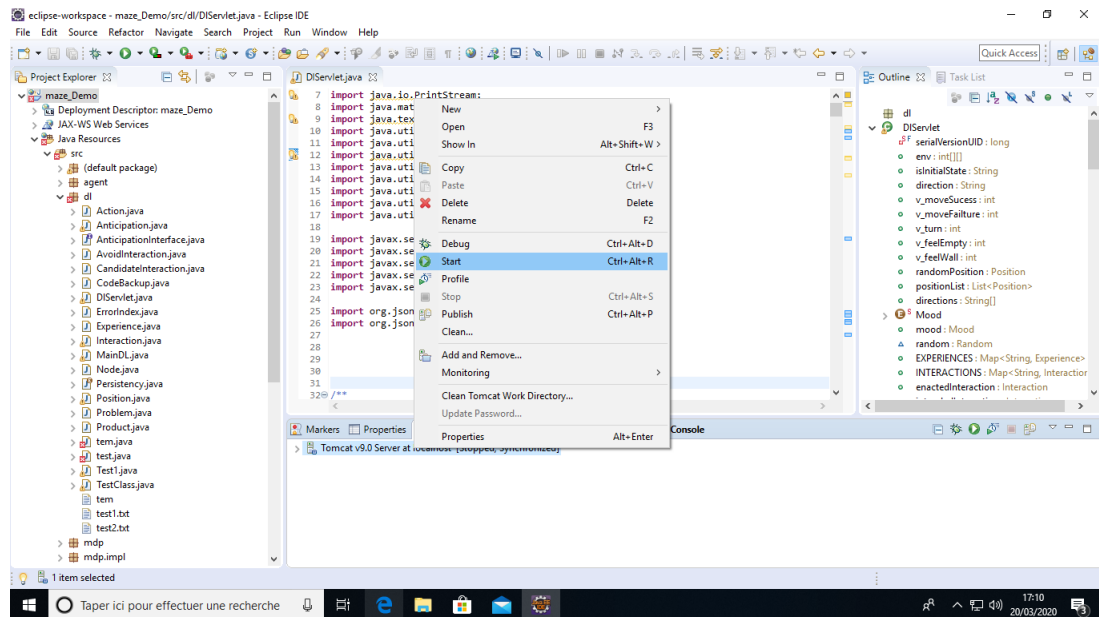 eclipse-workspace - maze_Demo/src/dl/DIServlet.java - Eclipse IDE
File Edit Source Refactor Navigate Search Project Run Window Help
Quick Access
Project Explorer
maze_Demo
Deployment Descriptor: maze_Demo
JAX-WS Web Services
Java Resources
src
(default package)
agent
dl
Action.java
Anticipation.java
AnticipationInterface.java
AvoidInteraction.java
CandidateInteraction.java
CodeBackup.java
DIServlet.java
ErrorIndex.java
Experience.java
Interaction.java
MainDL.java
Node.java
Persistency.java
Position.java
Problem.java
Product.java
tem.java
test.java
Test1.java
TestClass.java
tem
test1.txt
test2.txt
mdp
mdp.impl
DIServlet.java
7 import java.io.PrintStream;
8 import java.mat
9 import java.tex
10 import java.uti
11 import java.uti
12 import java.uti
13 import java.uti
14 import java.uti
15 import java.uti
16 import java.uti
17 import java.uti
18
19 import javax.se
20 import javax.se
21 import javax.se
22 import javax.se
23 import javax.se
24
25 import org.json
26 import org.json
27
28
29
30
31
32 /**
New
Open F3
Show In Alt+Shift+W
Copy Ctrl+C
Paste Ctrl+V
Delete Delete
Rename F2
Debug Ctrl+Alt+D
Start Ctrl+Alt+R
Profile
Stop Ctrl+Alt+S
Publish Ctrl+Alt+P
Clean...
Add and Remove...
Monitoring
Clean Tomcat Work Directory...
Update Password...
Properties Alt+Enter
Markers Properties Console
Tomcat v9.0 Server at localhost [Stopped, Synchronized]
Outline Task List
dl
DIServlet
serialVersionUID : long
env : int[][]
isInitialState : String
direction : String
v_moveSucess : int
v_moveFailture : int
v_turn : int
v_feelEmpty : int
v_feelWall : int
randomPosition : Position
positionList : List<Position>
directions : String[]
Mood
mood : Mood
random : Random
EXPERIENCES : Map<String, Experience>
INTERACTIONS : Map<String, Interaction
enactedInteraction : Interaction
1 item selected
Taper ici pour effectuer une recherche
17:10
20/03/2020
3